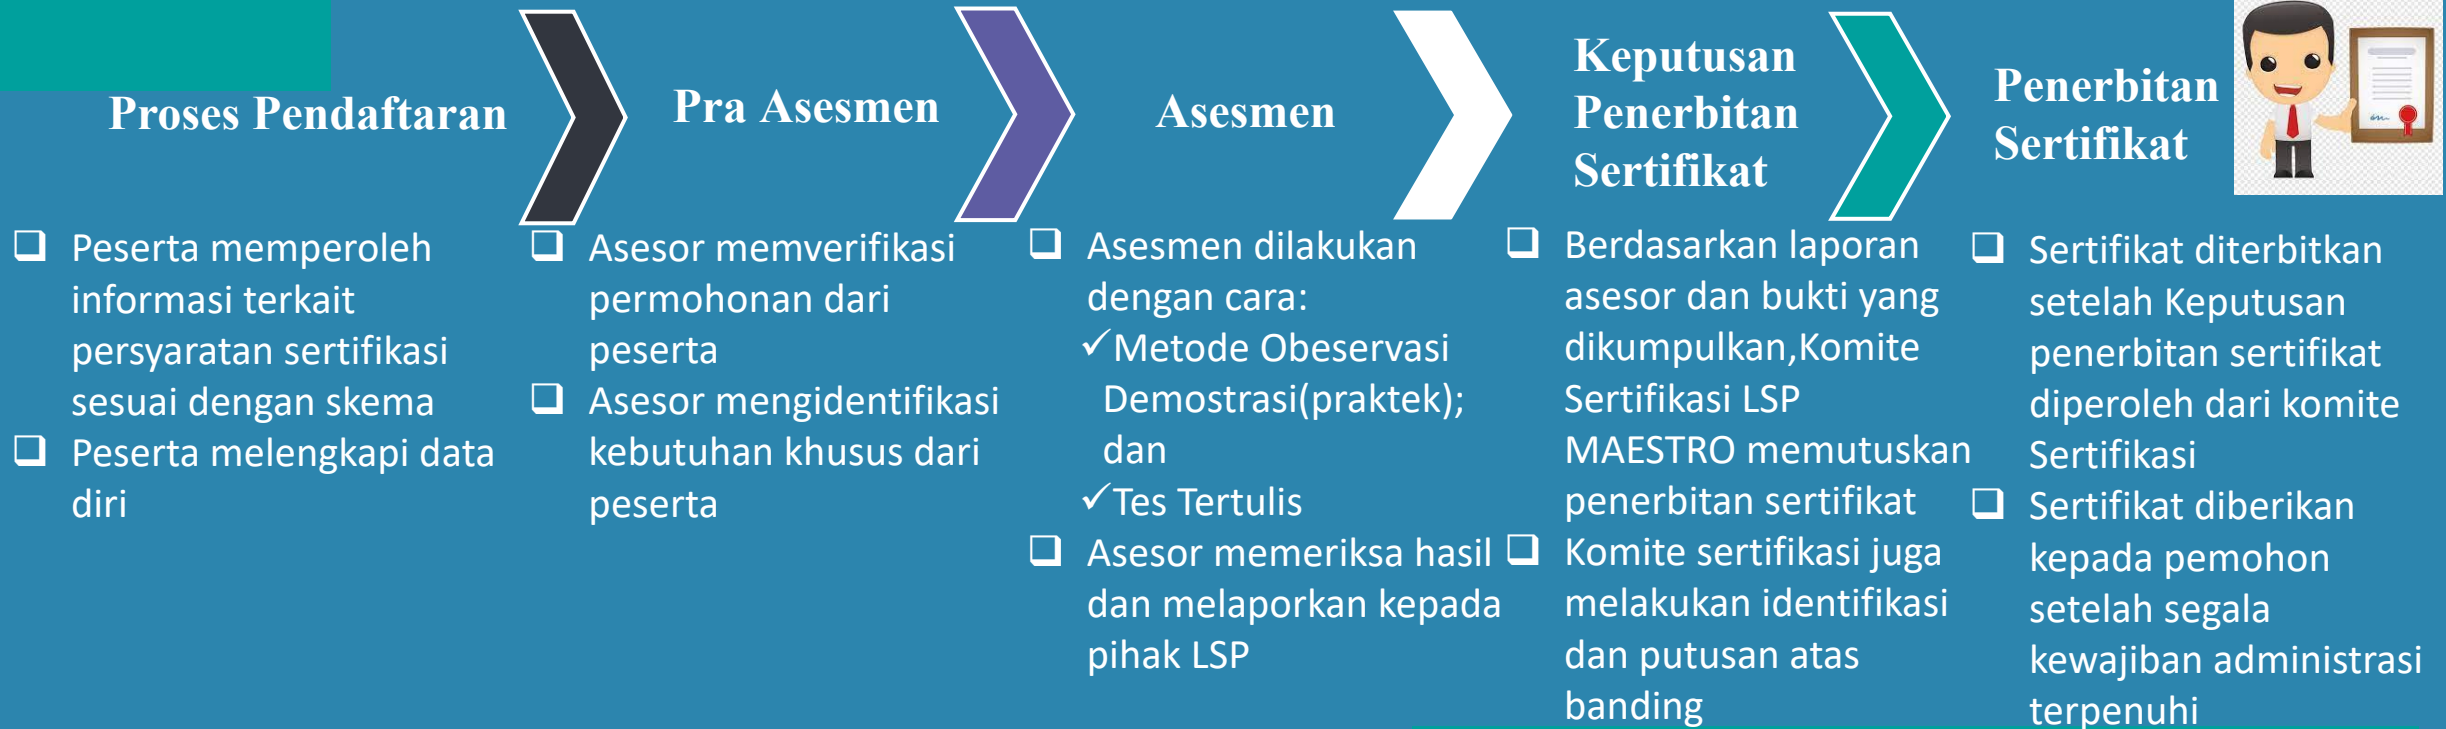 Proses Pendaftaran
Peserta memperoleh
informasi terkait
persyaratan sertifikasi
sesuai dengan skema
Peserta melengkapi data
diri
Pra Asesmen
Asesor memverifikasi
permohonan dari
peserta
Asesor mengidentifikasi
kebutuhan khusus dari
peserta
Asesmen
Asesmen dilakukan
dengan cara:
✓Metode Obeservasi
Demostrasi(praktek);
dan
✓Tes Tertulis
Asesor memeriksa hasil
dan melaporkan kepada
pihak LSP
Keputusan
Penerbitan
Sertifikat
Berdasarkan laporan
asesor dan bukti yang
dikumpulkan,Komite
Sertifikasi LSP
MAESTRO memutuskan
penerbitan sertifikat
Komite sertifikasi juga
melakukan identifikasi
dan putusan atas
banding
Penerbitan
Sertifikat
Sertifikat diterbitkan
setelah Keputusan
penerbitan sertifikat
diperoleh dari komite
Sertifikasi
Sertifikat diberikan
kepada pemohon
setelah segala
kewajiban administrasi
terpenuhi